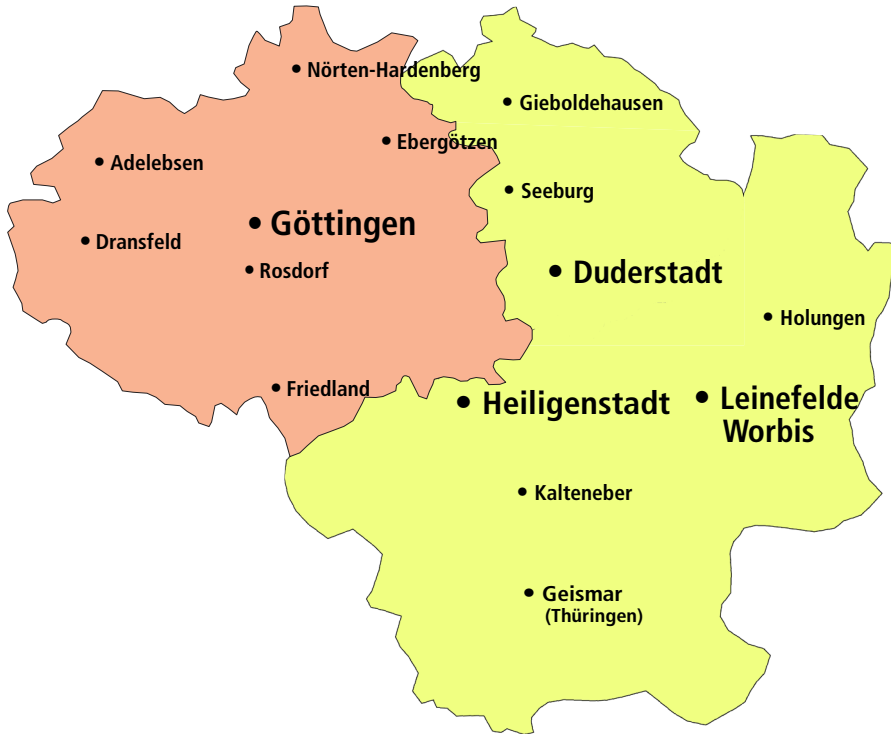 Nörten-Hardenberg
Gieboldehausen
Ebergötzen
Adelebsen
Seeburg
Göttingen
Dransfeld
Rosdorf
Duderstadt
Holungen
Friedland
Heiligenstadt
Leinefelde
Worbis
Kalteneber
Geismar
(Thüringen)